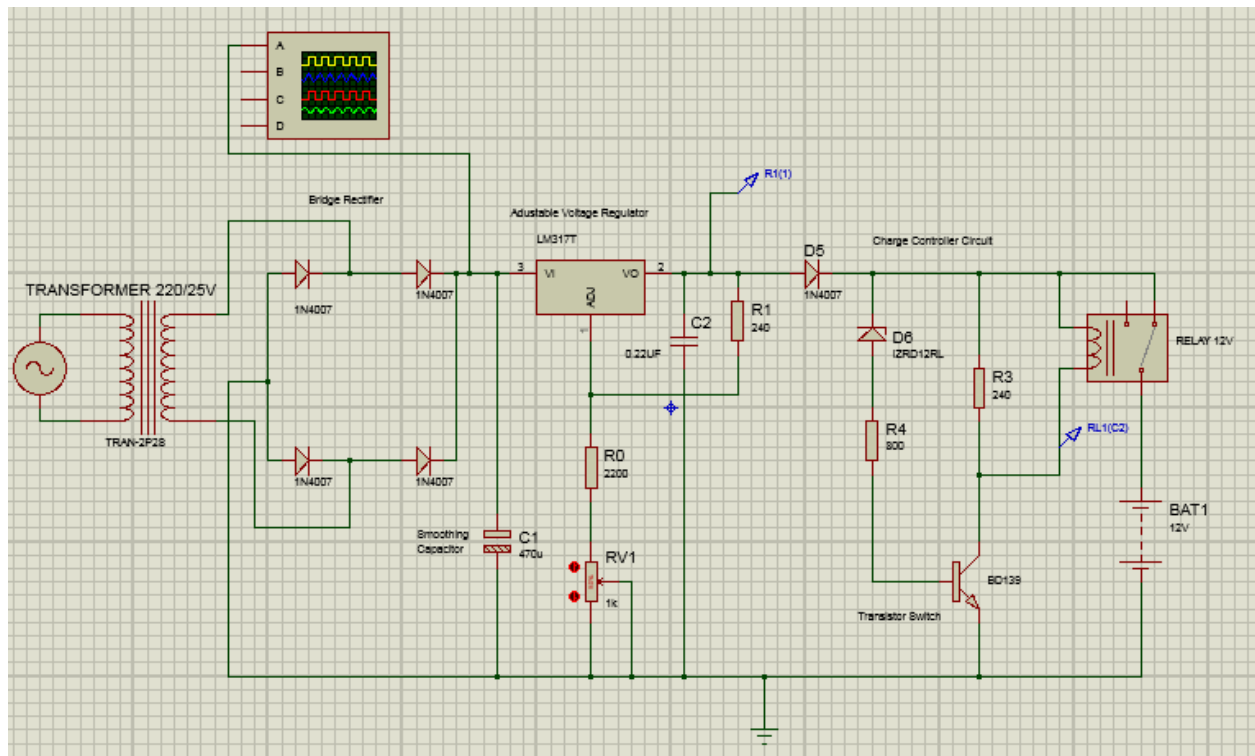 A
B
C
D
R1(1)
Bridge Rectifier
Adustable Voltage Regulator
LM317T
Charge Controller Circuit
3
VI
VO
2
ADJ
1
D5
1N4007
TRANSFORMER 220/25V
1N4007
1N4007
C2
0.22UF
R1
240
D6
IZRD12RL
RELAY 12V
R3
240
RL1(C2)
TRAN-2P28
R0
2200
R4
800
1N4007
1N4007
BAT1
12V
Smoothing
Capacitor
C1
470u
RV1
1k
BD139
Transistor Switch